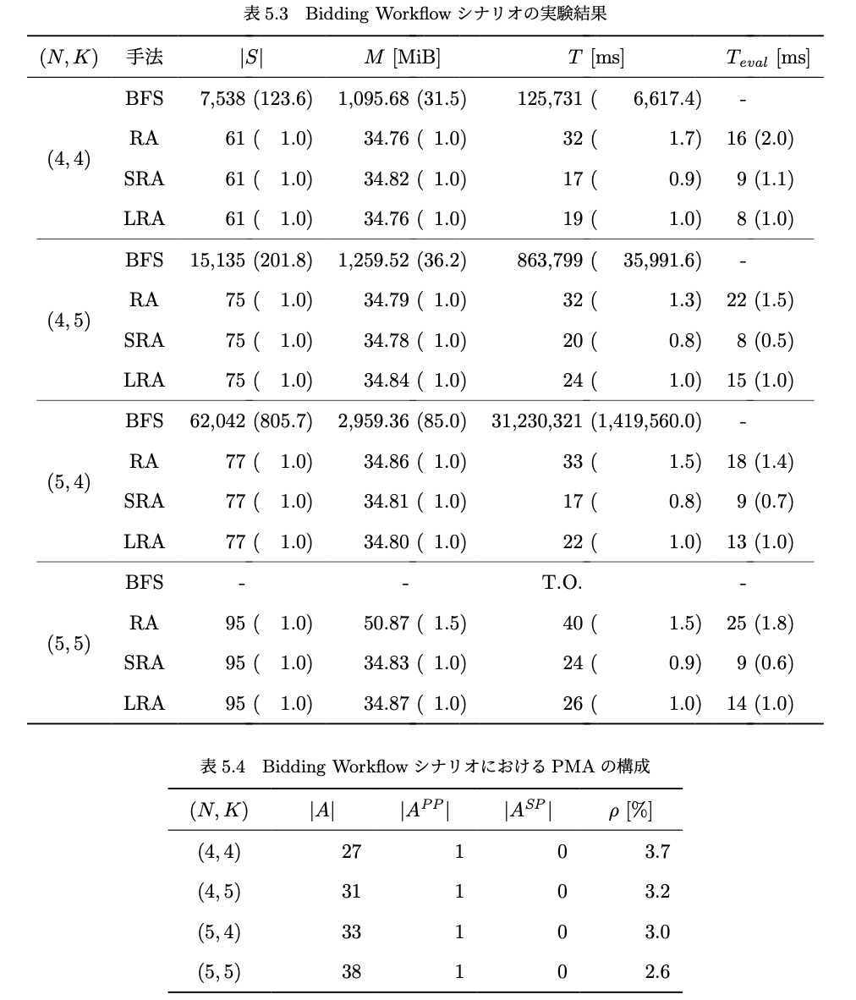 表 5.3 Bidding Workflow シナリオの実験結果
(N, K) 手法 |S| M [MiB] T [ms] T_eval [ms]
BFS 7,538 (123.6) 1,095.68 (31.5) 125,731 ( 6,617.4) -
RA 61 ( 1.0) 34.76 ( 1.0) 32 ( 1.7) 16 (2.0)
(4, 4)
SRA 61 ( 1.0) 34.82 ( 1.0) 17 ( 0.9) 9 (1.1)
LRA 61 ( 1.0) 34.76 ( 1.0) 19 ( 1.0) 8 (1.0)
BFS 15,135 (201.8) 1,259.52 (36.2) 863,799 ( 35,991.6) -
RA 75 ( 1.0) 34.79 ( 1.0) 32 ( 1.3) 22 (1.5)
(4, 5)
SRA 75 ( 1.0) 34.78 ( 1.0) 20 ( 0.8) 8 (0.5)
LRA 75 ( 1.0) 34.84 ( 1.0) 24 ( 1.0) 15 (1.0)
BFS 62,042 (805.7) 2,959.36 (85.0) 31,230,321 (1,419,560.0) -
RA 77 ( 1.0) 34.86 ( 1.0) 33 ( 1.5) 18 (1.4)
(5, 4)
SRA 77 ( 1.0) 34.81 ( 1.0) 17 ( 0.8) 9 (0.7)
LRA 77 ( 1.0) 34.80 ( 1.0) 22 ( 1.0) 13 (1.0)
BFS - - T.O. -
RA 95 ( 1.0) 50.87 ( 1.5) 40 ( 1.5) 25 (1.8)
(5, 5)
SRA 95 ( 1.0) 34.83 ( 1.0) 24 ( 0.9) 9 (0.6)
LRA 95 ( 1.0) 34.87 ( 1.0) 26 ( 1.0) 14 (1.0)
表 5.4 Bidding Workflow シナリオにおける PMA の構成
(N, K) |A| |A^PP| |A^SP| ρ [%]
(4, 4) 27 1 0 3.7
(4, 5) 31 1 0 3.2
(5, 4) 33 1 0 3.0
(5, 5) 38 1 0 2.6